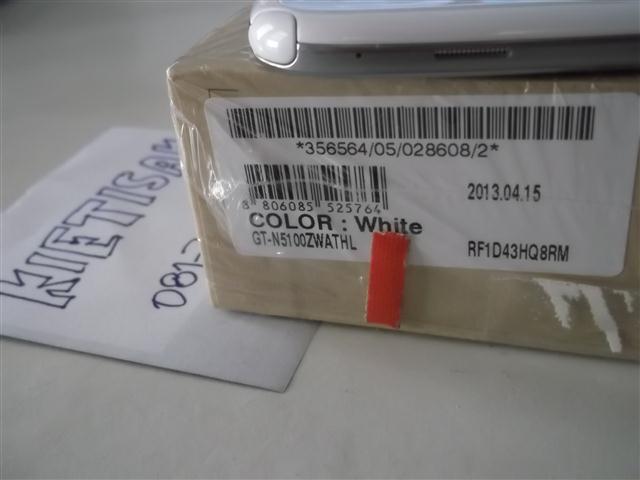 *356564/05/028608/2*
8 806085 525764
2013.04.15
COLOR : White
GT-N5100ZWATHL
RF1D43HQ8RM